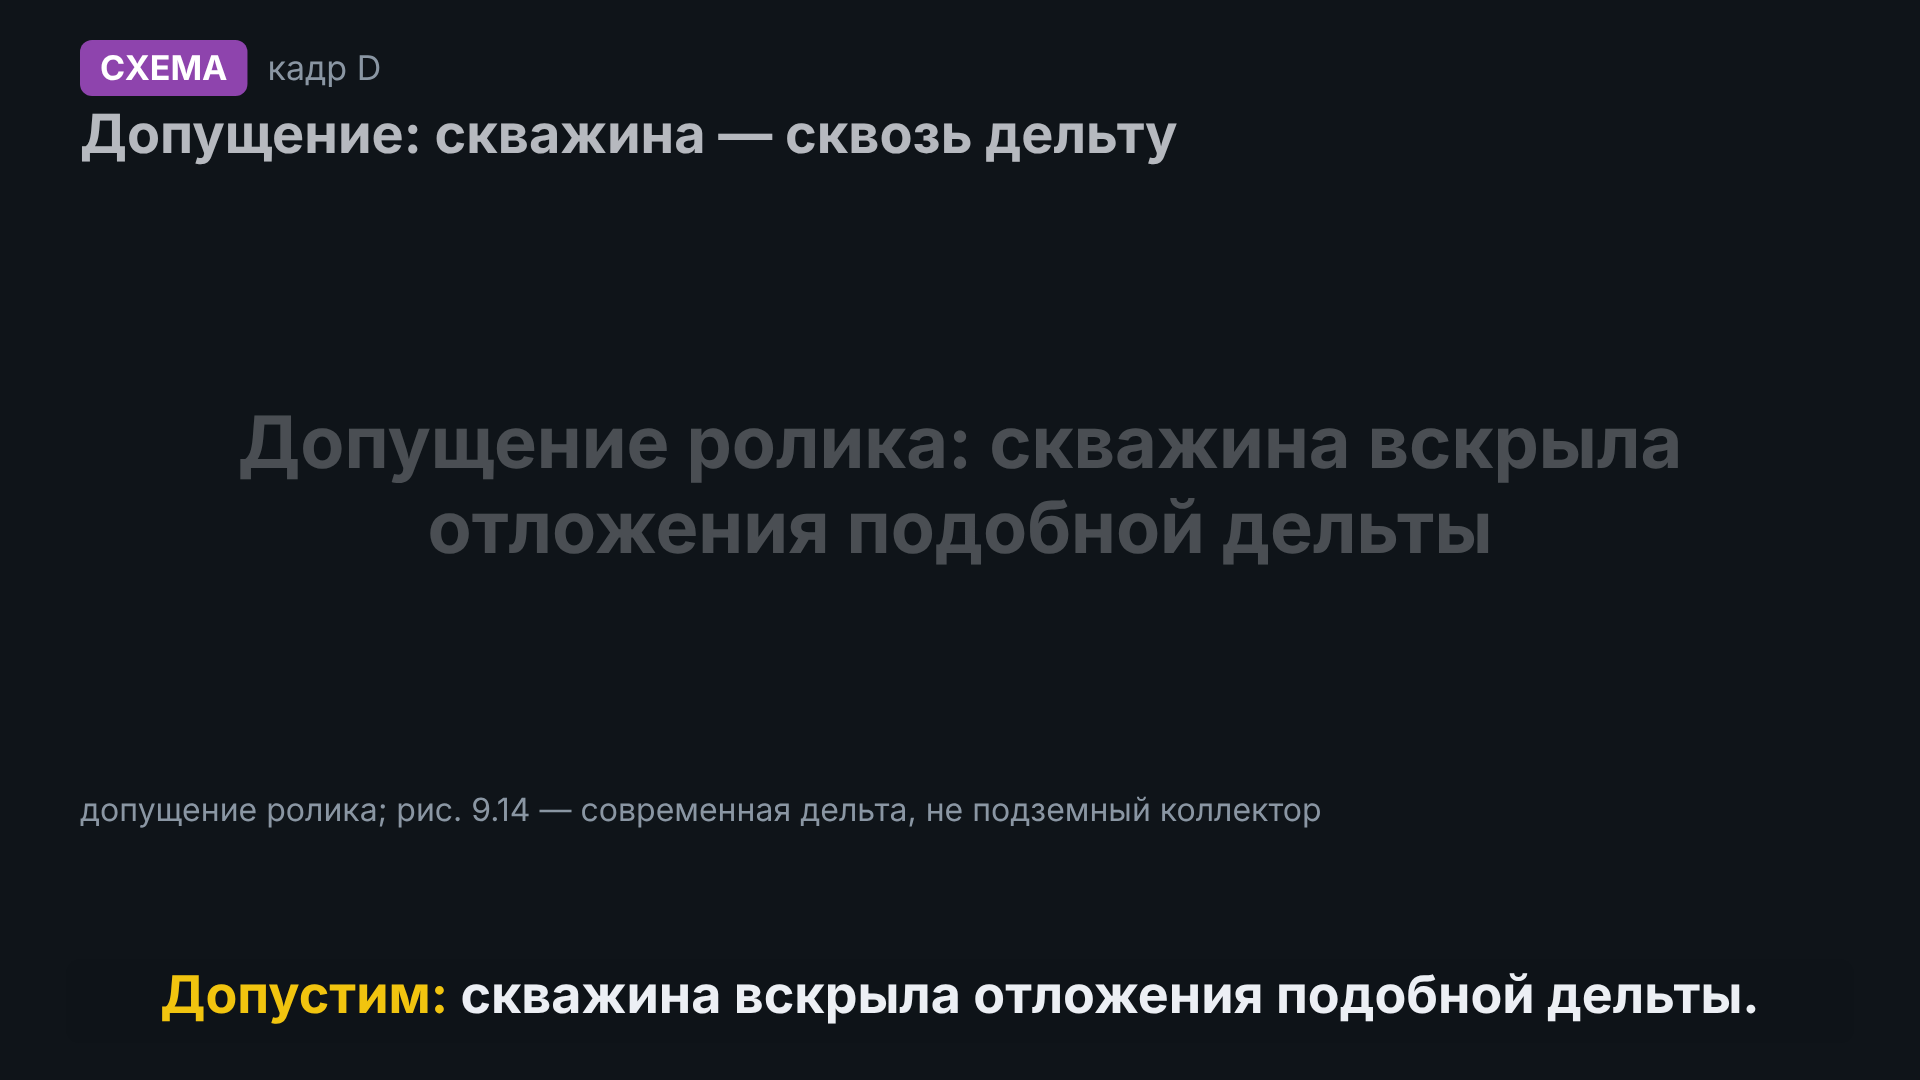 СХЕМА кадр D
Допущение: скважина — сквозь дельту
Допущение ролика: скважина вскрыла
отложения подобной дельты
допущение ролика; рис. 9.14 — современная дельта, не подземный коллектор
Допустим: скважина вскрыла отложения подобной дельты.